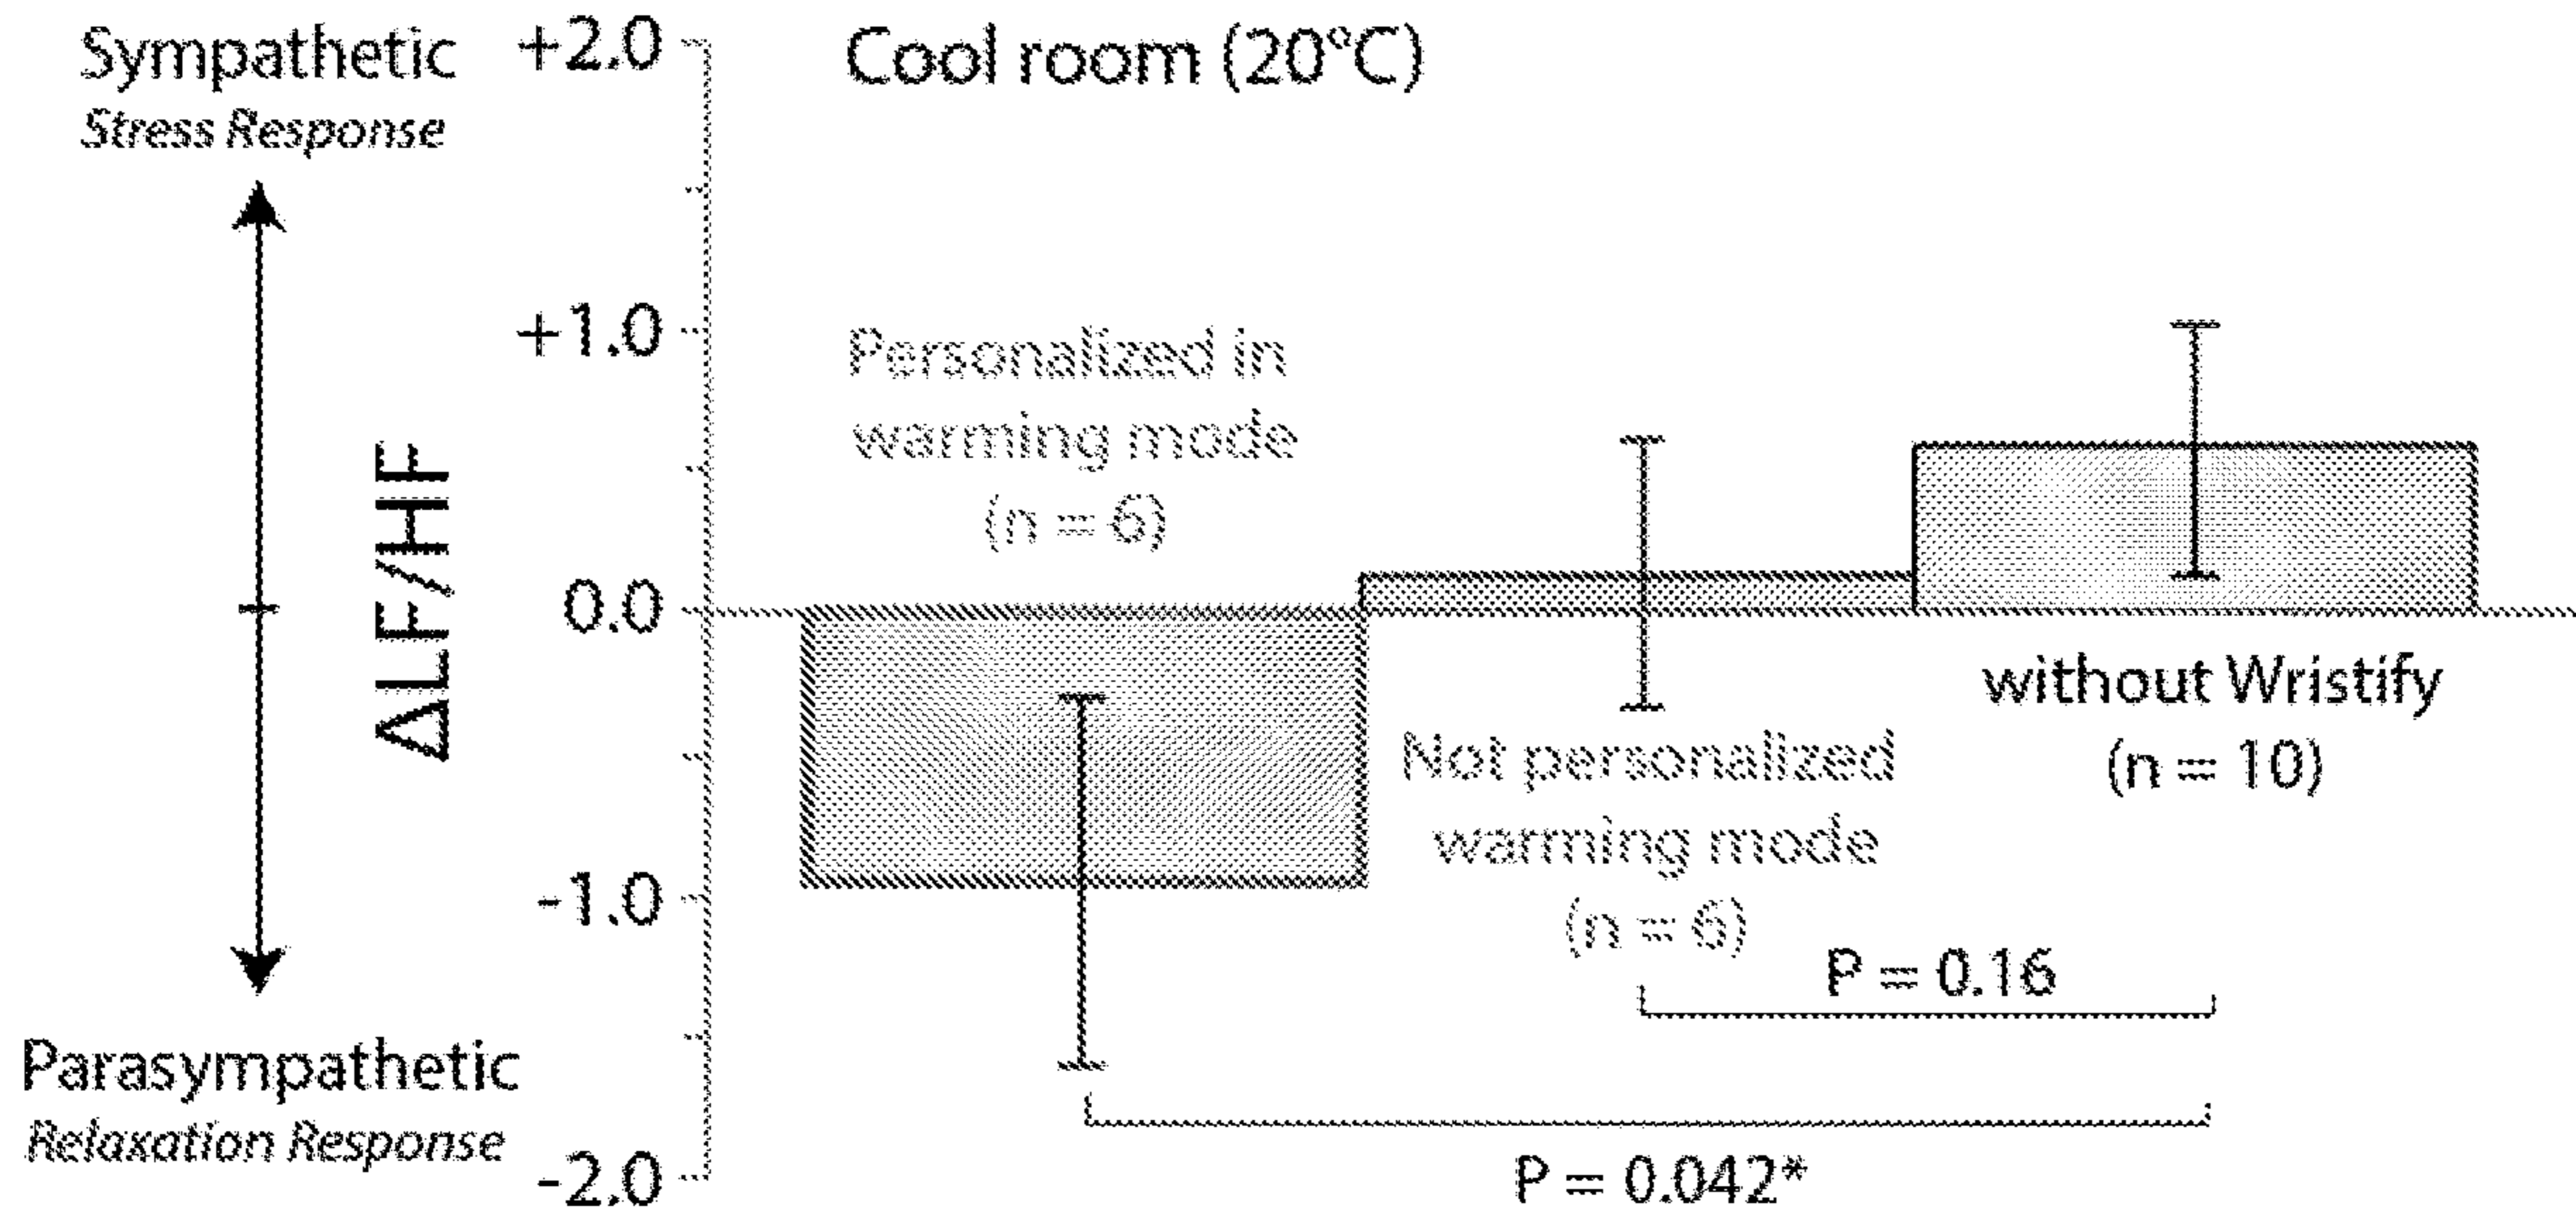 Sympathetic
Stress Response
ΔLF/HF
Parasympathetic
Relaxation Response
+2.0
+1.0
0.0
-1.0
-2.0
Cool room (20°C)
Personalized in
warming mode
(n = 6)
Not personalized
warming mode
(n = 6)
without Wristify
(n = 10)
P = 0.16
P = 0.042*